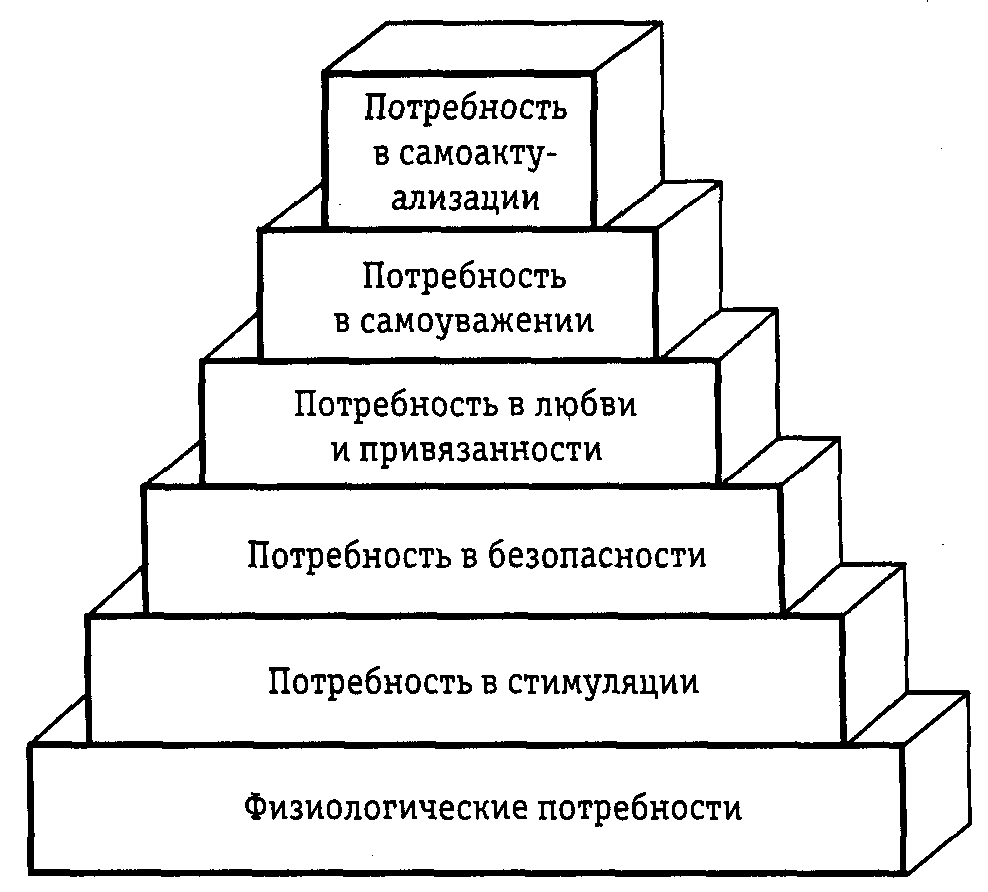 Потребность
в самоакту-
ализации
Потребность
в самоуважении
Потребность в любви
и привязанности
Потребность в безопасности
Потребность в стимуляции
Физиологические потребности